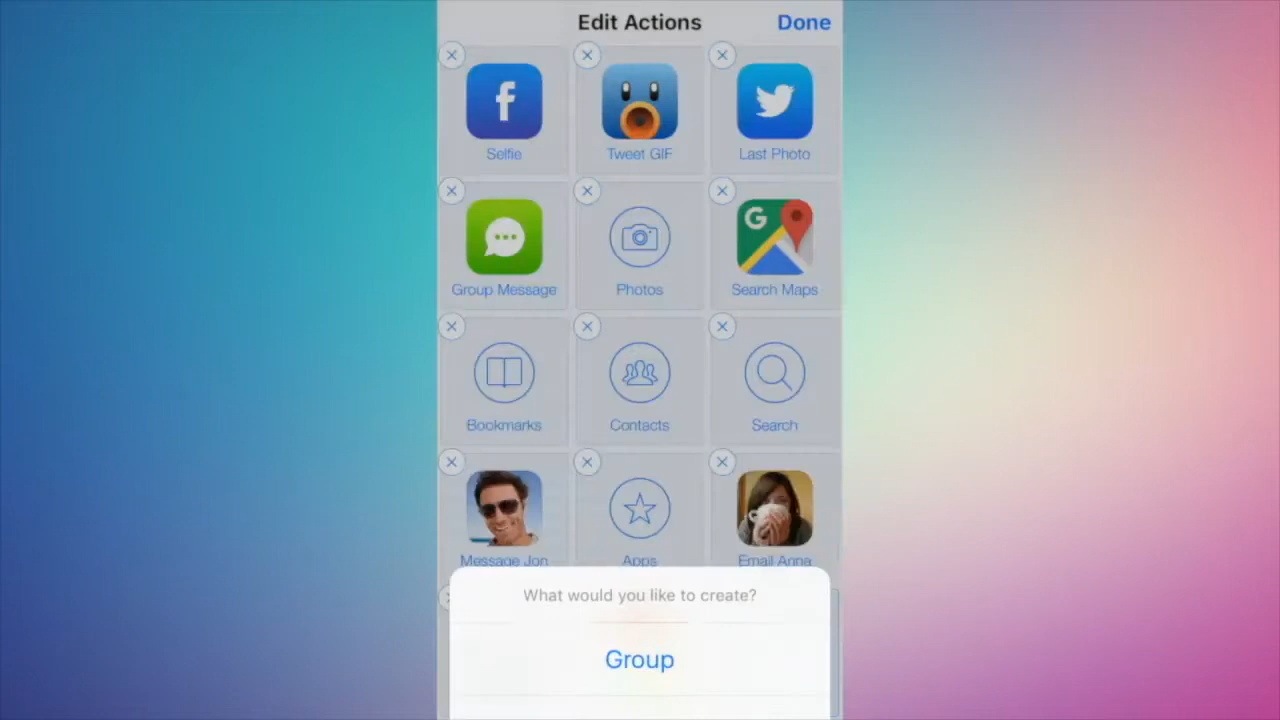 Edit Actions
Done
Selfie
Tweet GIF
Last Photo
Group Message
Photos
Search Maps
Bookmarks
Contacts
Search
Message Jon
Apps
Email Anna
What would you like to create?
Group